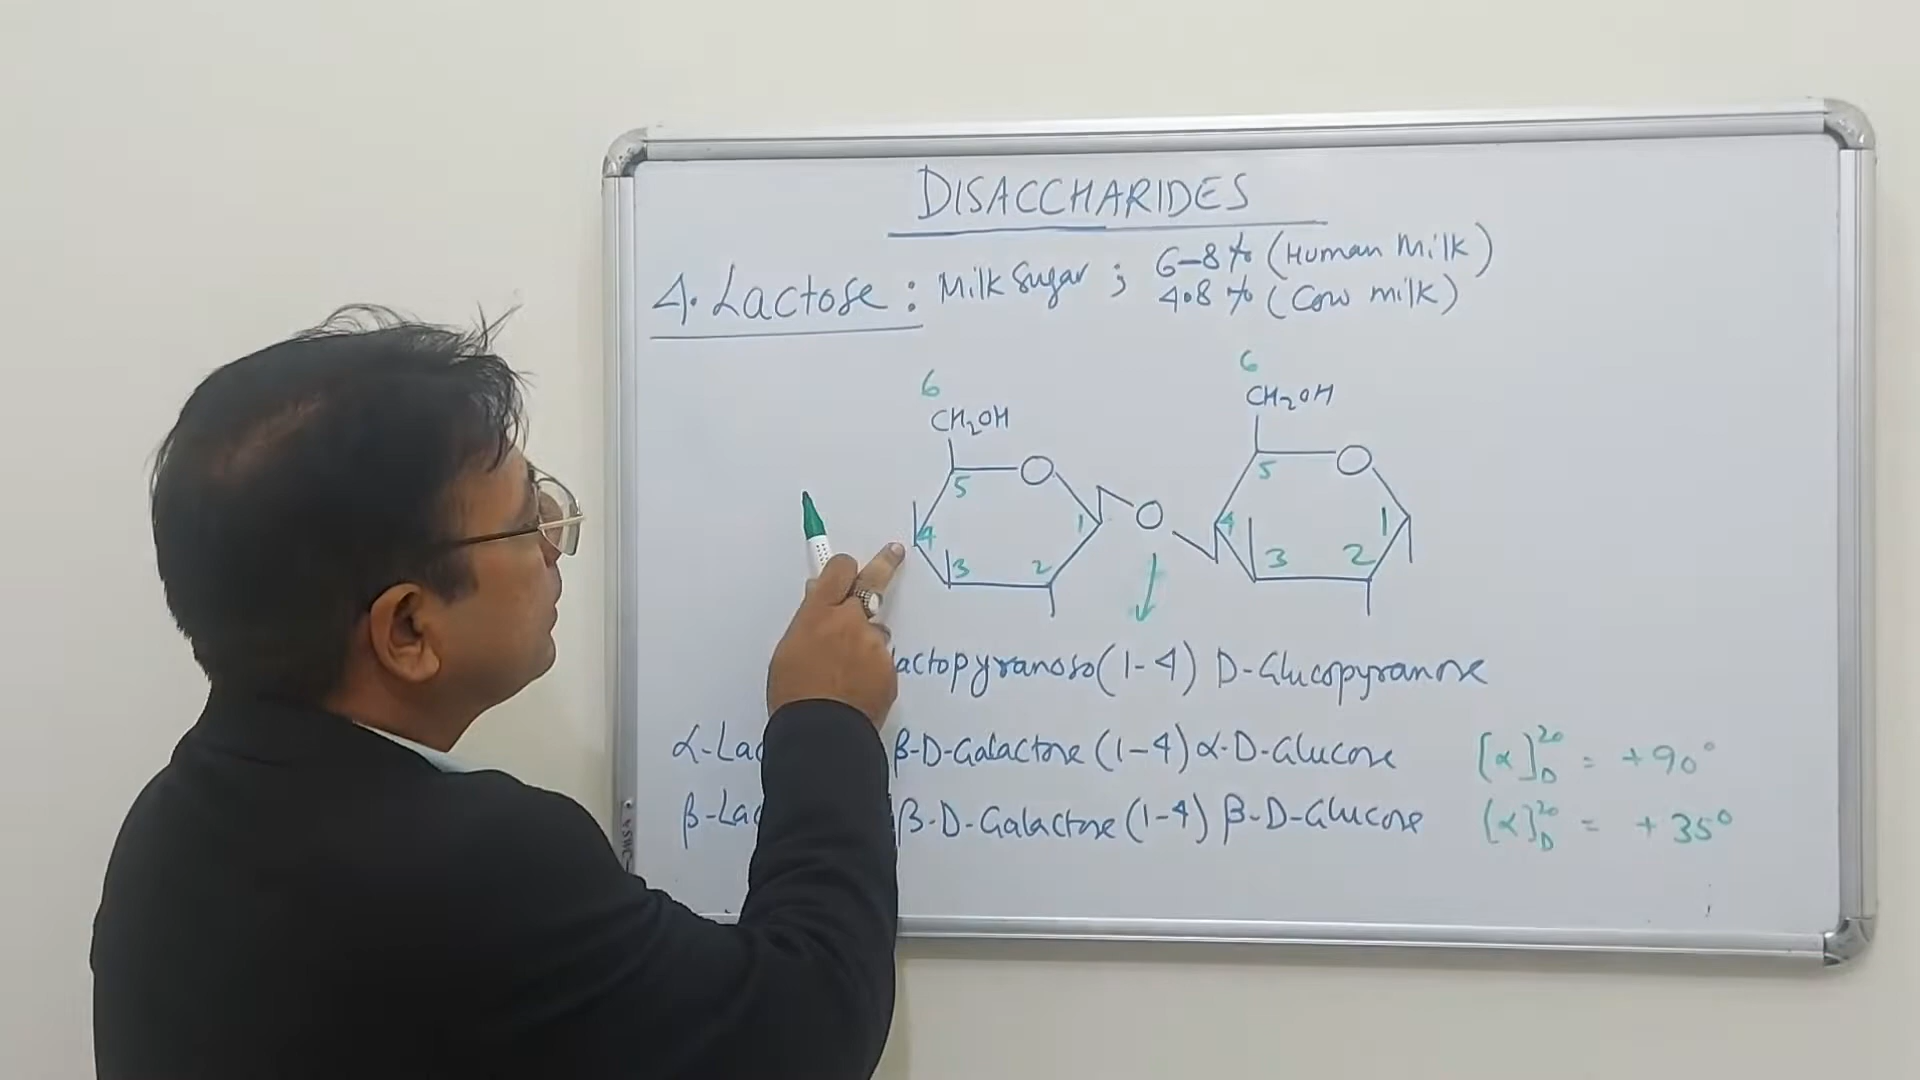 DISACCHARIDES
4. Lactose : Milk Sugar ; 6-8 % (Human Milk)
4.8 % (Cow milk)
6
CH2OH
6
CH2OH
5 O 1 2 3 4
O
5 O 1 2 3 4
lactopyranoso (1-4) D-Glucopyranose
α-Lac β-D-Galactose (1-4) α-D-Glucose [α]20D = +90°
β-Lac β-D-Galactose (1-4) β-D-Glucose [α]20D = +35°